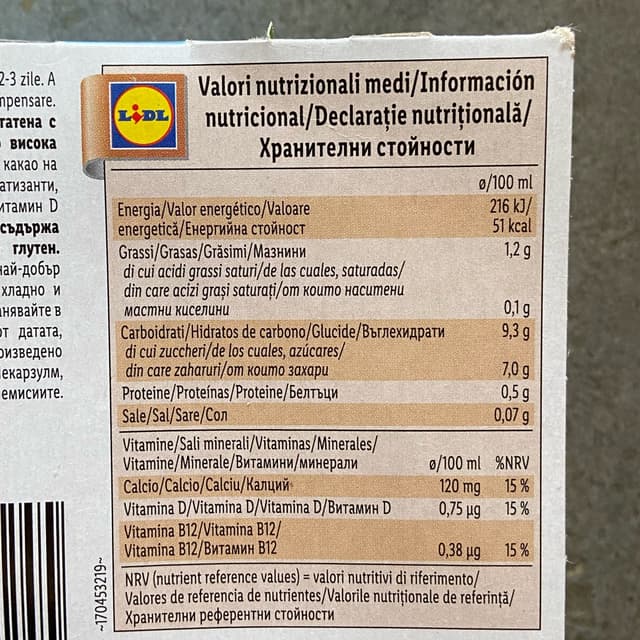 2-3 zile. A
mpensare.
гатена с
висока
какао на
атизанти,
итамин D
съдържа
глутен.
най-добър
хладно и
анявайте в
от датата,
оизведено
Чекарзулм,
емисиите.
LIDL
Valori nutrizionali medi/Información
nutricional/Declarație nutrițională/
Хранителни стойности
ø/100 ml
Energia/Valor energético/Valoare 216 kJ/
energetică/Енергийна стойност 51 kcal
Grassi/Grasas/Grăsimi/Мазнини 1,2 g
di cui acidi grassi saturi/de las cuales, saturadas/
din care acizi grași saturați/от които наситени
мастни киселини 0,1 g
Carboidrati/Hidratos de carbono/Glucide/Въглехидрати 9,3 g
di cui zuccheri/de los cuales, azúcares/
din care zaharuri/от които захари 7,0 g
Proteine/Proteínas/Proteine/Белтъци 0,5 g
Sale/Sal/Sare/Сол 0,07 g
Vitamine/Sali minerali/Vitaminas/Minerales/
Vitamine/Minerale/Витамини/минерали ø/100 ml %NRV
Calcio/Calcio/Calciu/Калций 120 mg 15 %
Vitamina D/Vitamina D/Vitamina D/Витамин D 0,75 µg 15 %
Vitamina B12/Vitamina B12/
Vitamina B12/Витамин B12 0,38 µg 15 %
NRV (nutrient reference values) = valori nutritivi di riferimento/
Valores de referencia de nutrientes/Valorile nutriționale de referință/
Хранителни референтни стойности
~170453219~